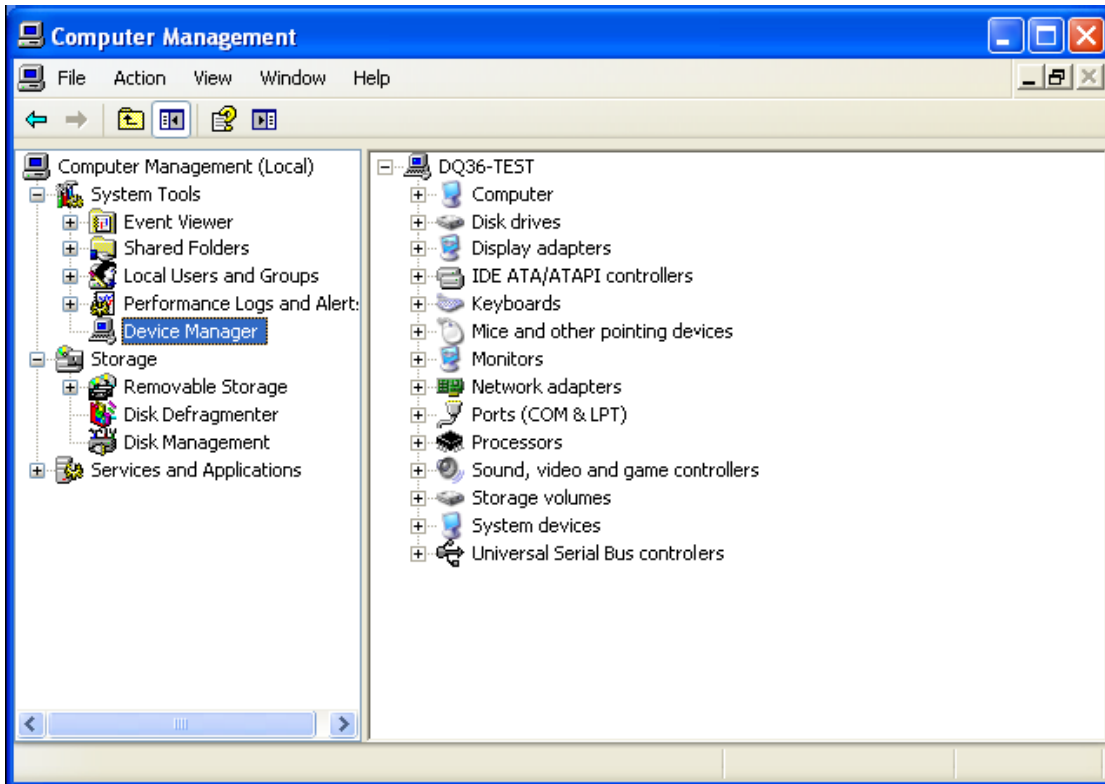 Computer Management
File Action View Window Help
Computer Management (Local)
System Tools
Event Viewer
Shared Folders
Local Users and Groups
Performance Logs and Alert:
Device Manager
Storage
Removable Storage
Disk Defragmenter
Disk Management
Services and Applications
DQ36-TEST
Computer
Disk drives
Display adapters
IDE ATA/ATAPI controllers
Keyboards
Mice and other pointing devices
Monitors
Network adapters
Ports (COM & LPT)
Processors
Sound, video and game controllers
Storage volumes
System devices
Universal Serial Bus controlers